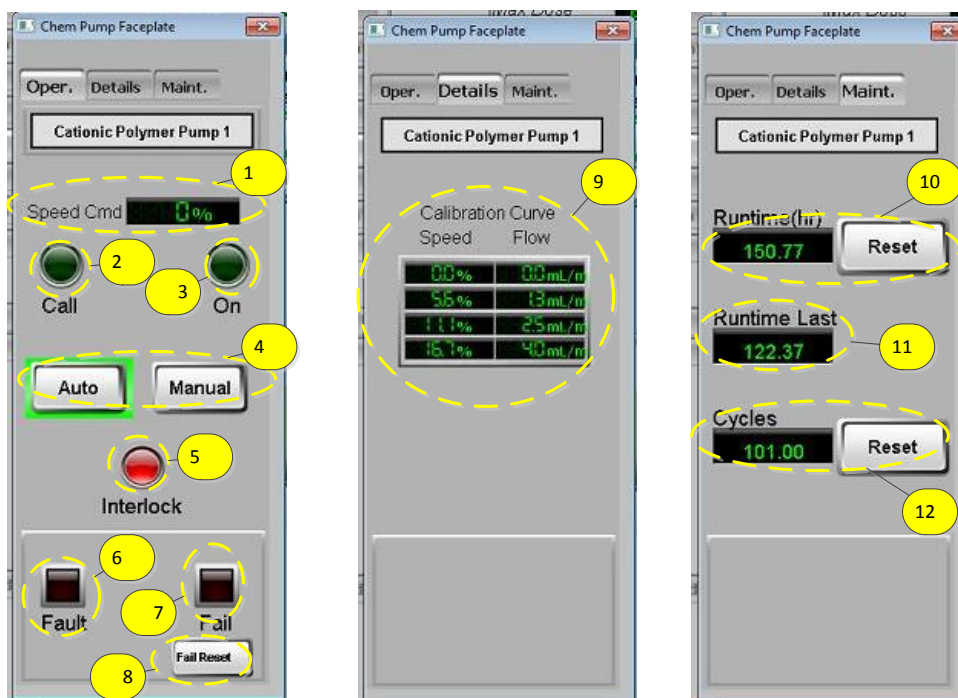 Chem Pump Faceplate
Oper. Details Maint.
Cationic Polymer Pump 1
1
Speed Cmd 0%
2
3
Call On
4
Auto Manual
5
Interlock
6
7
Fault Fail
Fail Reset
8
Max Dose
Chem Pump Faceplate
Oper. Details Maint.
Cationic Polymer Pump 1
9
Calibration Curve
Speed Flow
0.0% 0.0mL/m
5.6% 1.3mL/m
11.1% 2.5mL/m
16.7% 4.0mL/m
Chem Pump Faceplate
Oper. Details Maint.
Cationic Polymer Pump 1
10
Runtime(hr)
150.77 Reset
Runtime Last
11
122.37
Cycles
101.00 Reset
12